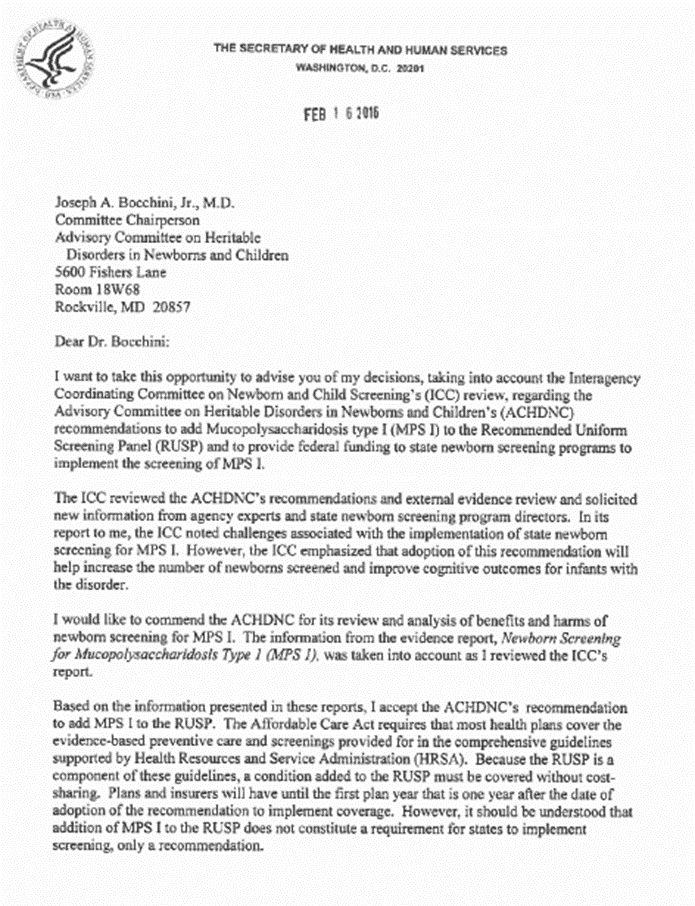 THE SECRETARY OF HEALTH AND HUMAN SERVICES
WASHINGTON, D.C. 20201
FEB 16 2016
Joseph A. Bocchini, Jr., M.D.
Committee Chairperson
Advisory Committee on Heritable
Disorders in Newborns and Children
5600 Fishers Lane
Room 18W68
Rockville, MD 20857
Dear Dr. Bocchini:
I want to take this opportunity to advise you of my decisions, taking into account the Interagency
Coordinating Committee on Newborn and Child Screening's (ICC) review, regarding the
Advisory Committee on Heritable Disorders in Newborns and Children's (ACHDNC)
recommendations to add Mucopolysaccharidosis type I (MPS I) to the Recommended Uniform
Screening Panel (RUSP) and to provide federal funding to state newborn screening programs to
implement the screening of MPS I.
The ICC reviewed the ACHDNC's recommendations and external evidence review and solicited
new information from agency experts and state newborn screening program directors. In its
report to me, the ICC noted challenges associated with the implementation of state newborn
screening for MPS I. However, the ICC emphasized that adoption of this recommendation will
help increase the number of newborns screened and improve cognitive outcomes for infants with
the disorder.
I would like to commend the ACHDNC for its review and analysis of benefits and harms of
newborn screening for MPS I. The information from the evidence report, Newborn Screening
for Mucopolysaccharidosis Type 1 (MPS I), was taken into account as I reviewed the ICC's
report.
Based on the information presented in these reports, I accept the ACHDNC's recommendation
to add MPS I to the RUSP. The Affordable Care Act requires that most health plans cover the
evidence-based preventive care and screenings provided for in the comprehensive guidelines
supported by Health Resources and Service Administration (HRSA). Because the RUSP is a
component of these guidelines, a condition added to the RUSP must be covered without cost-
sharing. Plans and insurers will have until the first plan year that is one year after the date of
adoption of the recommendation to implement coverage. However, it should be understood that
addition of MPS I to the RUSP does not constitute a requirement for states to implement
screening, only a recommendation.